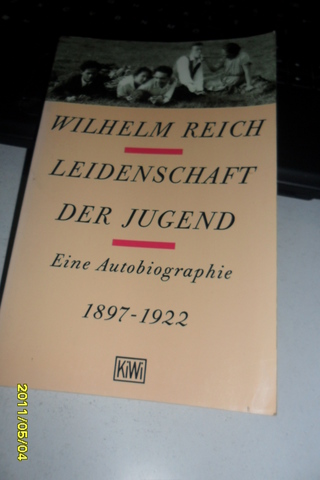 WILHELM REICH
LEIDENSCHAFT
DER JUGEND
Eine Autobiographie
1897-1922
KiWi
2011/05/04